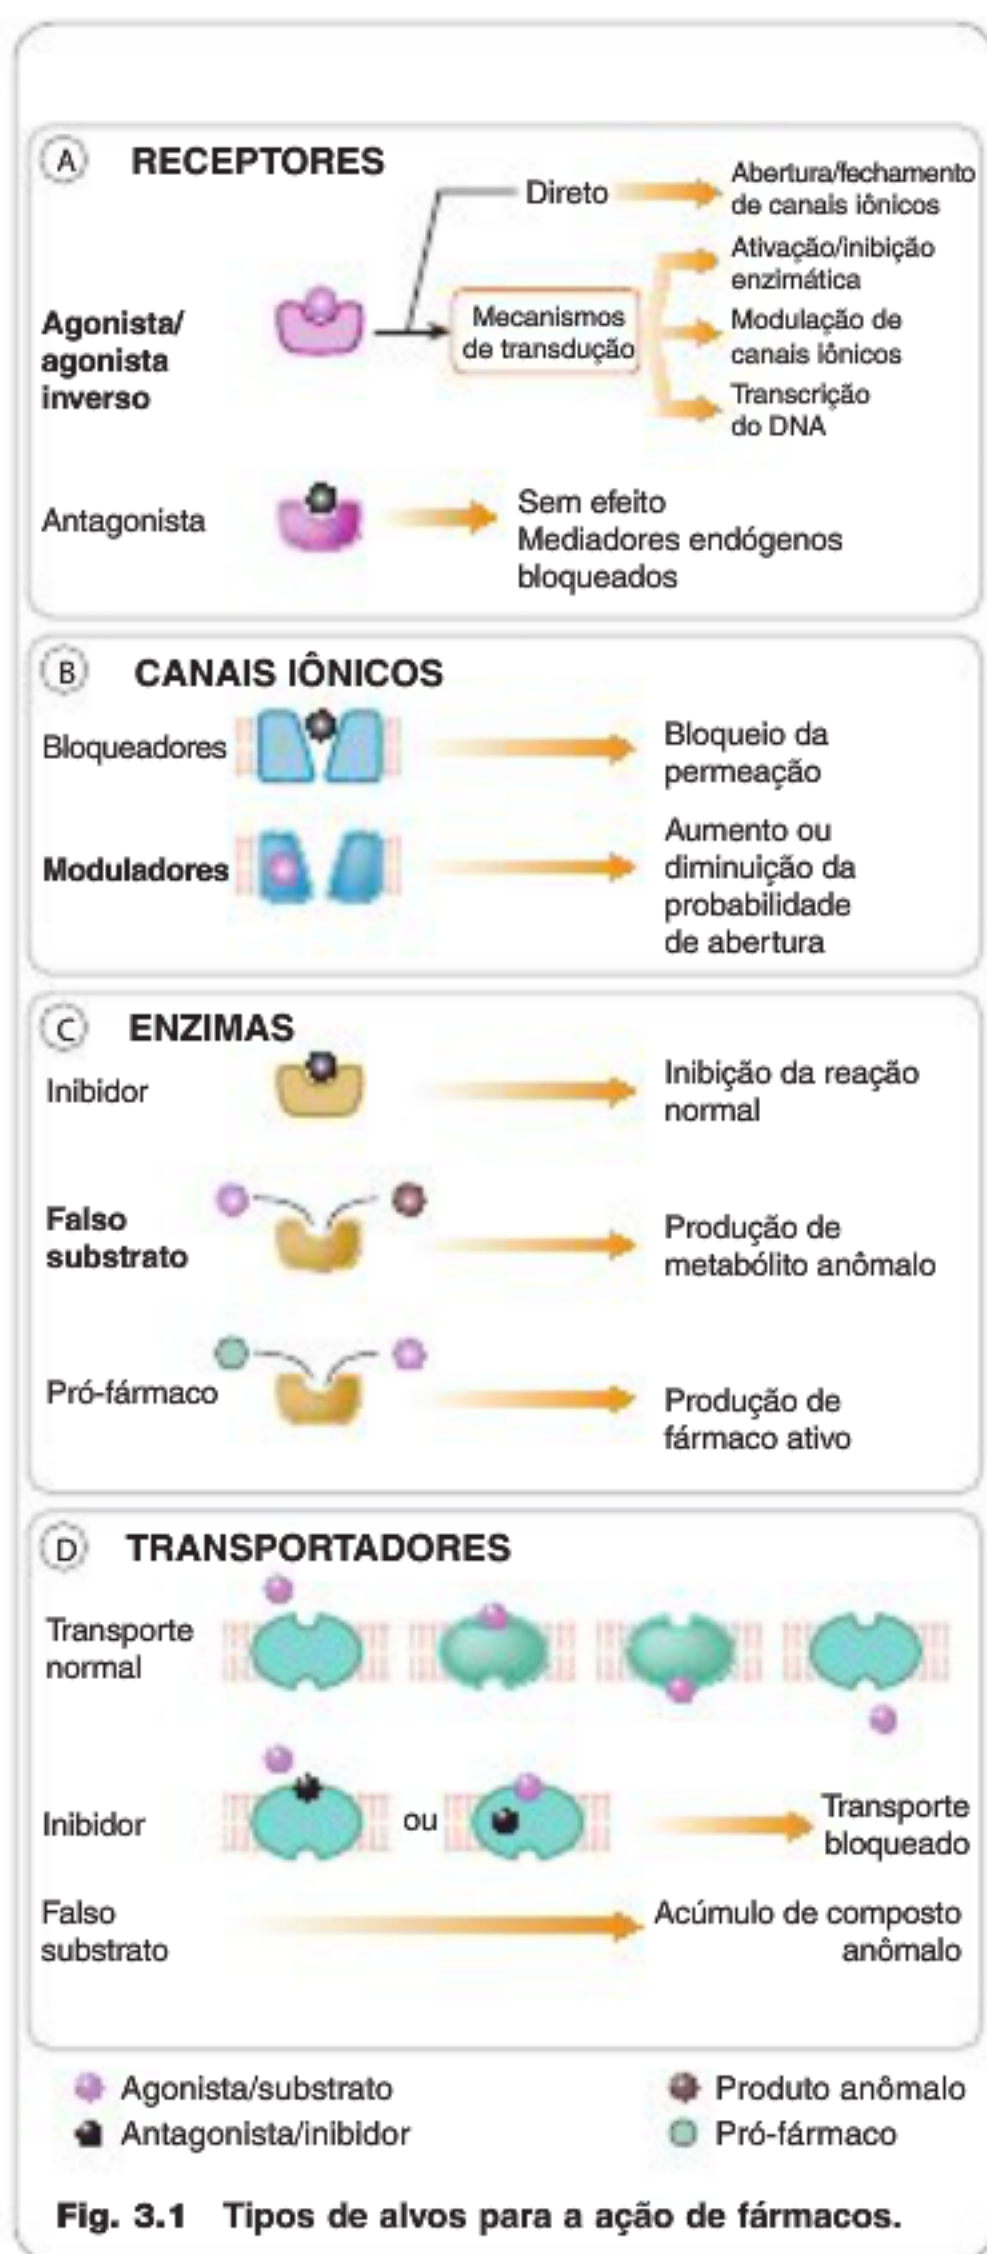 A RECEPTORES
Direto
Abertura/fechamento
de canais iônicos
Agonista/
agonista
inverso
Mecanismos
de transdução
Ativação/inibição
enzimática
Modulação de
canais iônicos
Transcrição
do DNA
Antagonista
Sem efeito
Mediadores endógenos
bloqueados
B CANAIS IÔNICOS
Bloqueadores
Bloqueio da
permeação
Moduladores
Aumento ou
diminuição da
probabilidade
de abertura
C ENZIMAS
Inibidor
Inibição da reação
normal
Falso
substrato
Produção de
metabólito anômalo
Pró-fármaco
Produção de
fármaco ativo
D TRANSPORTADORES
Transporte
normal
Inibidor
ou
Transporte
bloqueado
Falso
substrato
Acúmulo de composto
anômalo
Agonista/substrato
Antagonista/inibidor
Produto anômalo
Pró-fármaco
Fig. 3.1 Tipos de alvos para a ação de fármacos.